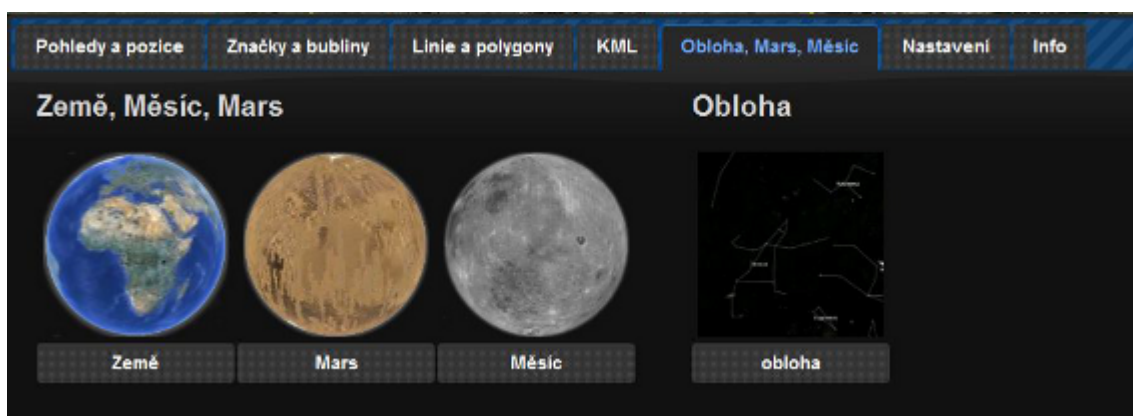 Pohledy a pozice Značky a bubliny Linie a polygony KML Obloha, Mars, Měsíc Nastavení Info
Země, Měsíc, Mars Obloha
Země Mars Měsíc obloha